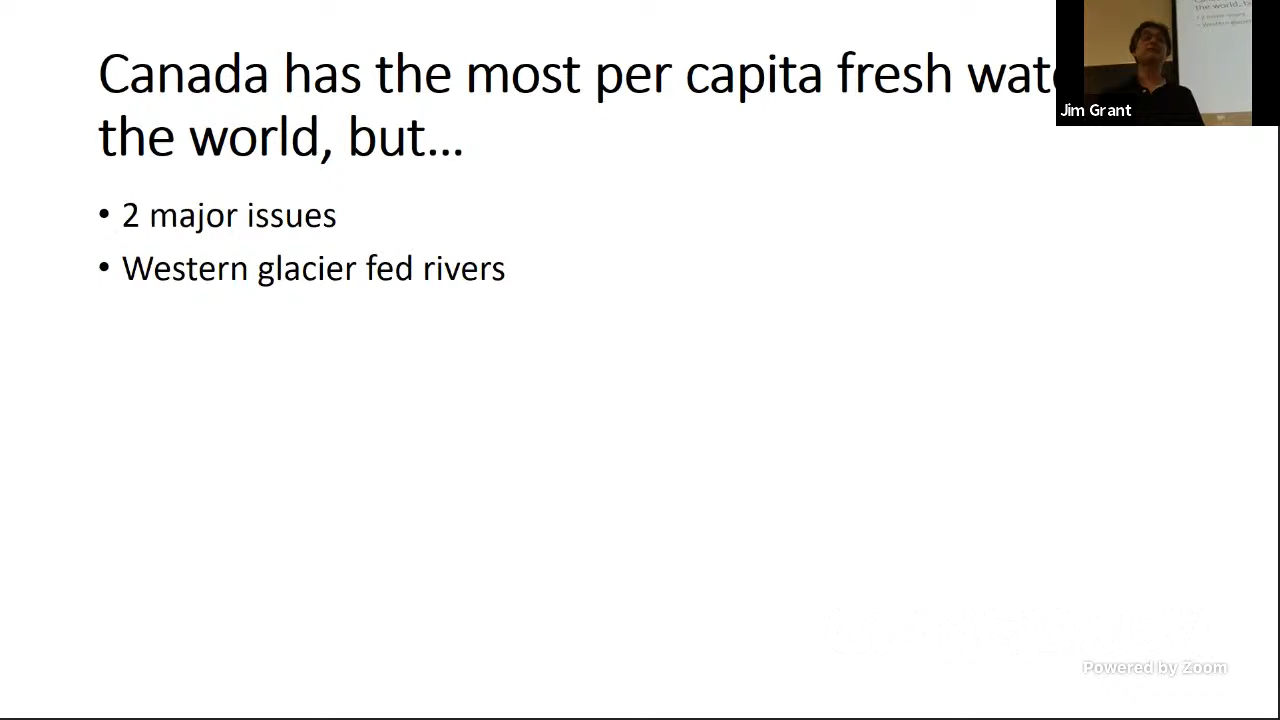 Canada has the most per capita fresh
the world, but...
• 2 major issues
• Western glacier fed rivers
Jim Grant
Powered by Zoom